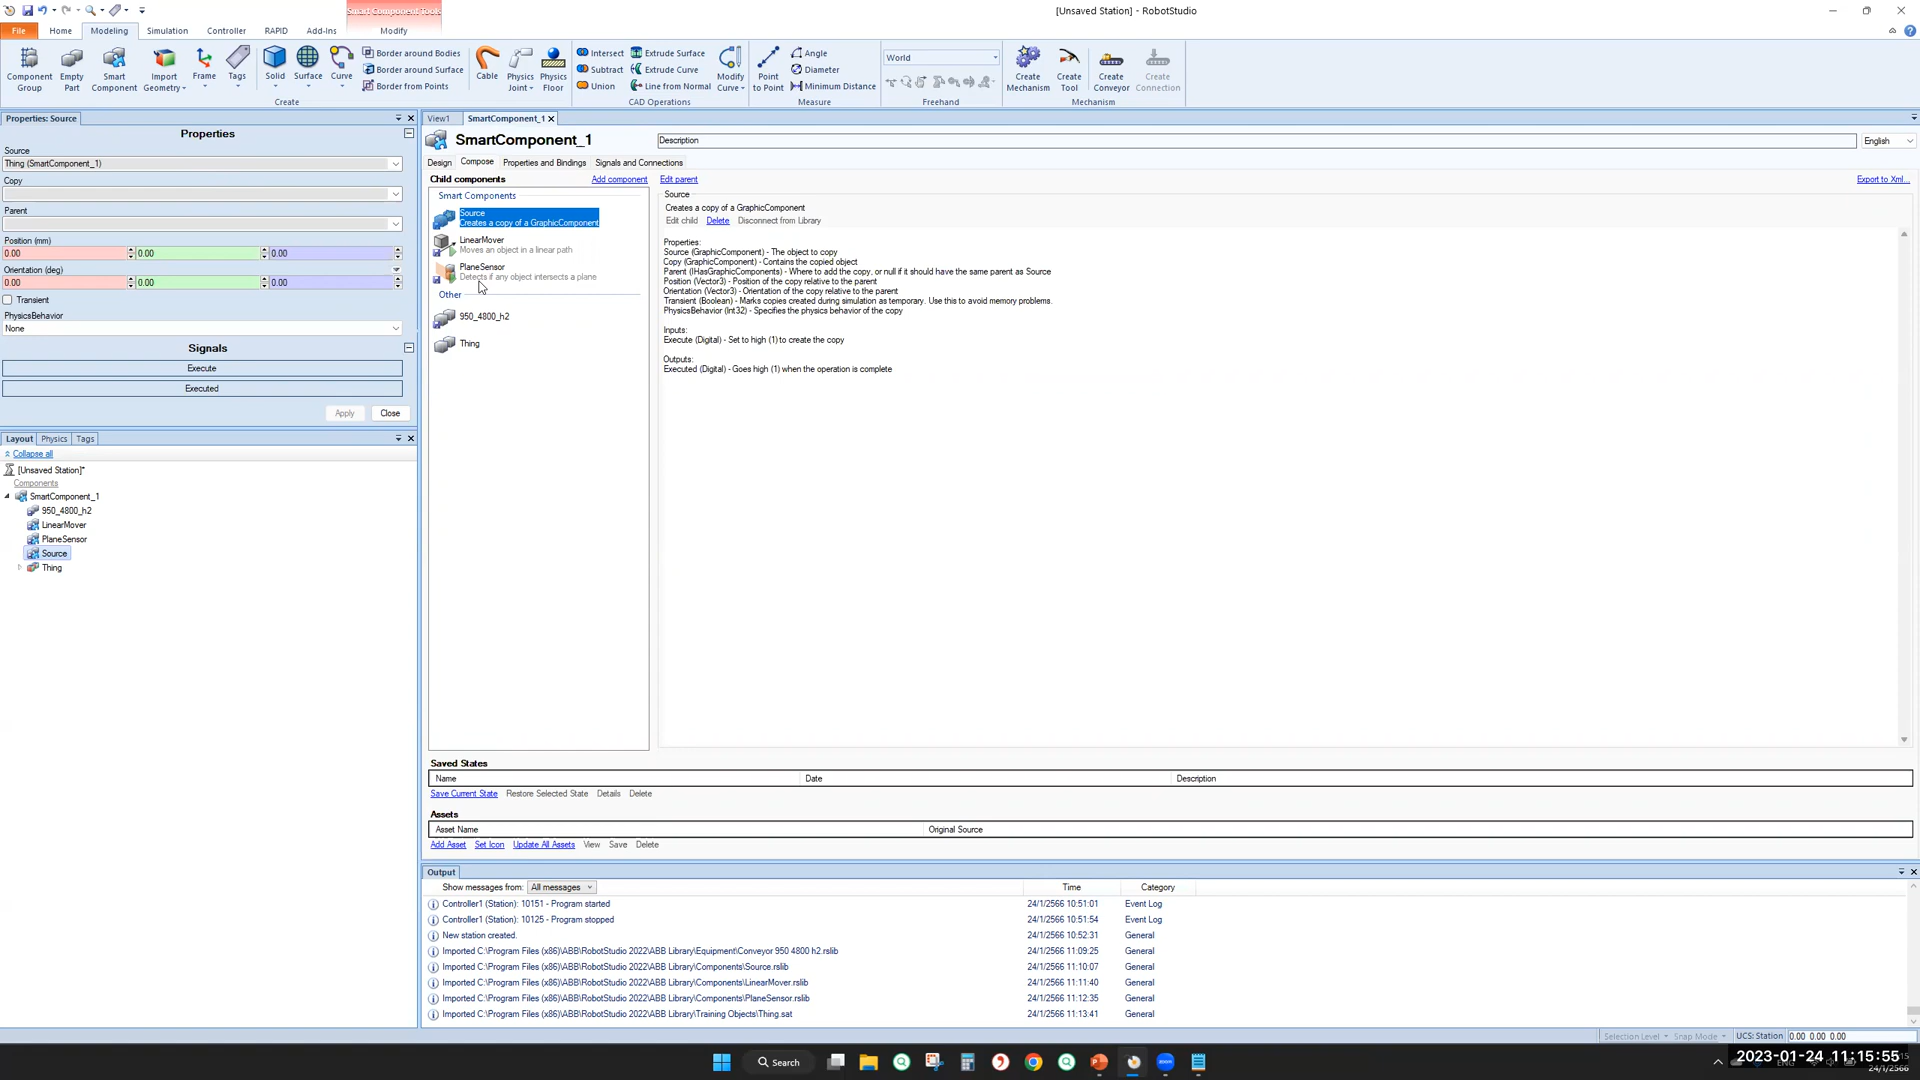 Smart Component Tools
[Unsaved Station] - RobotStudio
File Home Modeling Simulation Controller RAPID Add-Ins Modify
Component Group
Empty Part
Smart Component
Import Geometry
Frame
Tags
Solid
Surface
Curve
Border around Bodies
Border around Surface
Border from Points
Create
Cable
Physics Joint
Physics Floor
Intersect
Subtract
Union
Extrude Surface
Extrude Curve
Line from Normal
CAD Operations
Modify Curve
Point to Point
Angle
Diameter
Minimum Distance
Measure
World
Freehand
Create Mechanism
Create Tool
Create Conveyor
Create Connection
Mechanism
Properties: Source
Properties
Source
Thing (SmartComponent_1)
Copy
Parent
Position (mm)
0.00 0.00 0.00
Orientation (deg)
0.00 0.00 0.00
Transient
PhysicsBehavior
None
Signals
Execute
Executed
Apply Close
Layout Physics Tags
Collapse all
[Unsaved Station]*
Components
SmartComponent_1
950_4800_h2
LinearMover
PlaneSensor
Source
Thing
View1 SmartComponent_1
SmartComponent_1
Description
English
Design Compose Properties and Bindings Signals and Connections
Child components Add component Edit parent Export to Xml...
Smart Components
Source
Creates a copy of a GraphicComponent
LinearMover
Moves an object in a linear path
PlaneSensor
Detects if any object intersects a plane
Other
950_4800_h2
Thing
Source
Creates a copy of a GraphicComponent
Edit child Delete Disconnect from Library
Properties:
Source (GraphicComponent) - The object to copy
Copy (GraphicComponent) - Contains the copied object
Parent (IHasGraphicComponents) - Where to add the copy, or null if it should have the same parent as Source
Position (Vector3) - Position of the copy relative to the parent
Orientation (Vector3) - Orientation of the copy relative to the parent
Transient (Boolean) - Marks copies created during simulation as temporary. Use this to avoid memory problems.
PhysicsBehavior (Int32) - Specifies the physics behavior of the copy
Inputs:
Execute (Digital) - Set to high (1) to create the copy
Outputs:
Executed (Digital) - Goes high (1) when the operation is complete
Saved States
Name Date Description
Save Current State Restore Selected State Details Delete
Assets
Asset Name Original Source
Add Asset Set Icon Update All Assets View Save Delete
Output
Show messages from: All messages Time Category
Controller1 (Station): 10151 - Program started 24/1/2566 10:51:01 Event Log
Controller1 (Station): 10125 - Program stopped 24/1/2566 10:51:54 Event Log
New station created. 24/1/2566 10:52:31 General
Imported C:\Program Files (x86)\ABB\RobotStudio 2022\ABB Library\Equipment\Conveyor 950 4800 h2.rslib 24/1/2566 11:09:25 General
Imported C:\Program Files (x86)\ABB\RobotStudio 2022\ABB Library\Components\Source.rslib 24/1/2566 11:10:07 General
Imported C:\Program Files (x86)\ABB\RobotStudio 2022\ABB Library\Components\LinearMover.rslib 24/1/2566 11:11:40 General
Imported C:\Program Files (x86)\ABB\RobotStudio 2022\ABB Library\Components\PlaneSensor.rslib 24/1/2566 11:12:35 General
Imported C:\Program Files (x86)\ABB\RobotStudio 2022\ABB Library\Training Objects\Thing.sat 24/1/2566 11:13:41 General
Selection Level Snap Mode UCS: Station 0.00 0.00 0.00
Search
2023-01-24 11:15:55
24/1/2566